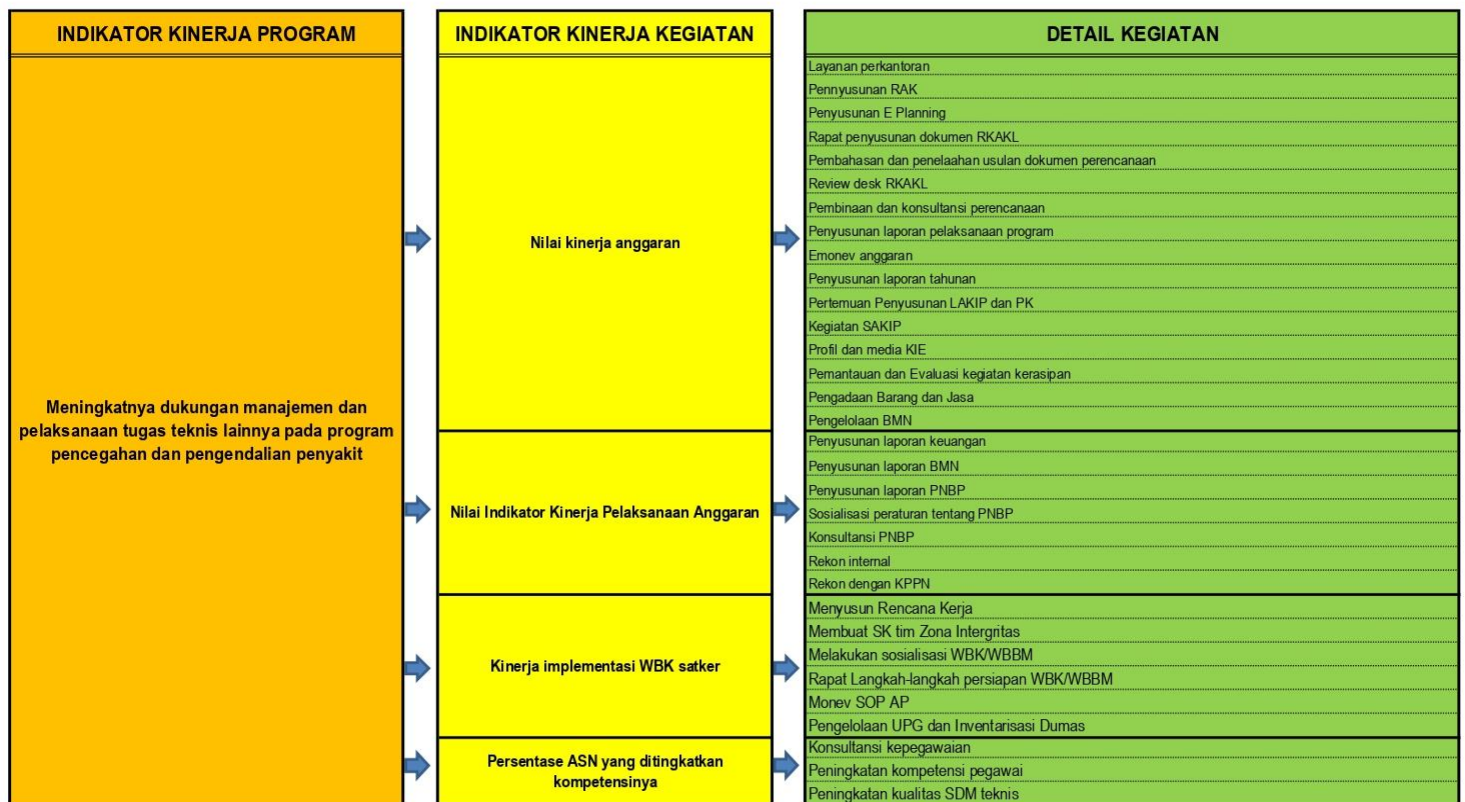 INDIKATOR KINERJA PROGRAM
Meningkatnya dukungan manajemen dan
pelaksanaan tugas teknis lainnya pada program
pencegahan dan pengendalian penyakit
INDIKATOR KINERJA KEGIATAN
Nilai kinerja anggaran
Nilai Indikator Kinerja Pelaksanaan Anggaran
Kinerja implementasi WBK satker
Persentase ASN yang ditingkatkan
kompetensinya
DETAIL KEGIATAN
Layanan perkantoran
Pennyusunan RAK
Penyusunan E Planning
Rapat penyusunan dokumen RKAKL
Pembahasan dan penelaahan usulan dokumen perencanaan
Review desk RKAKL
Pembinaan dan konsultansi perencanaan
Penyusunan laporan pelaksanaan program
Emonev anggaran
Penyusunan laporan tahunan
Pertemuan Penyusunan LAKIP dan PK
Kegiatan SAKIP
Profil dan media KIE
Pemantauan dan Evaluasi kegiatan kerasipan
Pengadaan Barang dan Jasa
Pengelolaan BMN
Penyusunan laporan keuangan
Penyusunan laporan BMN
Penyusunan laporan PNBP
Sosialisasi peraturan tentang PNBP
Konsultansi PNBP
Rekon internal
Rekon dengan KPPN
Menyusun Rencana Kerja
Membuat SK tim Zona Intergritas
Melakukan sosialisasi WBK/WBBM
Rapat Langkah-langkah persiapan WBK/WBBM
Monev SOP AP
Pengelolaan UPG dan Inventarisasi Dumas
Konsultansi kepegawaian
Peningkatan kompetensi pegawai
Peningkatan kualitas SDM teknis